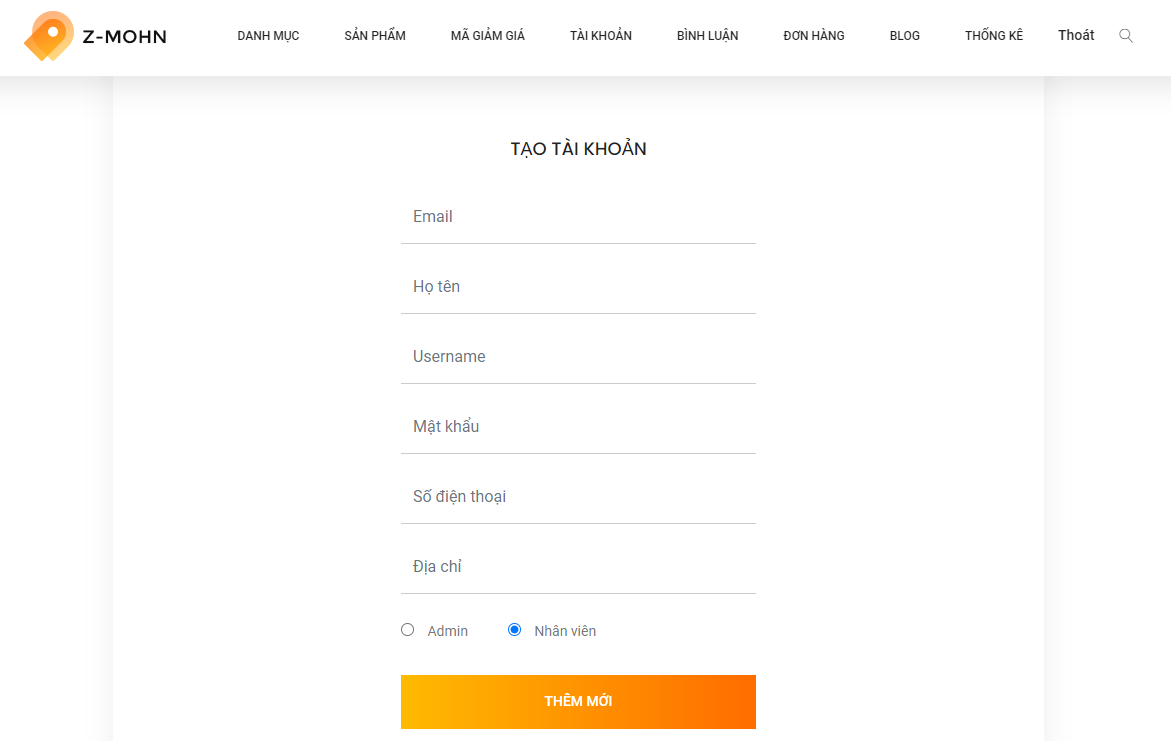 Z-MOHN
DANH MỤC SẢN PHẨM MÃ GIẢM GIÁ TÀI KHOẢN BÌNH LUẬN ĐƠN HÀNG BLOG THỐNG KÊ Thoát
TẠO TÀI KHOẢN
Email
Họ tên
Username
Mật khẩu
Số điện thoại
Địa chỉ
Admin Nhân viên
THÊM MỚI